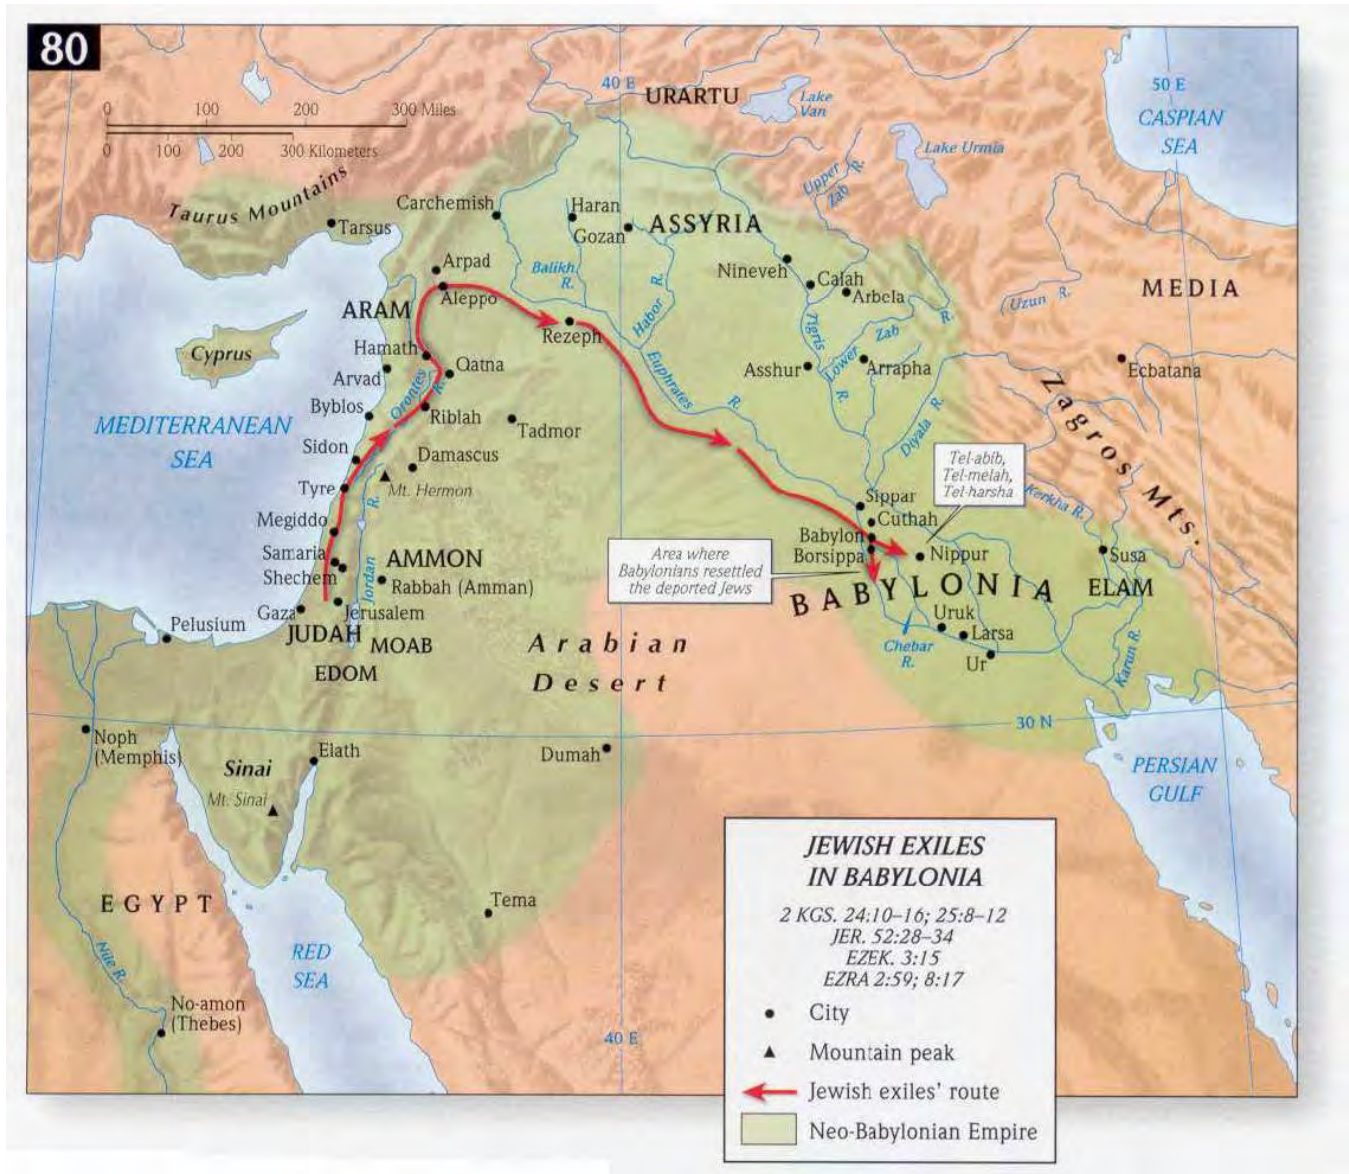 80
0 100 200 300 Miles
0 100 200 300 Kilometers
40 E
50 E
URARTU
Lake
Van
CASPIAN
SEA
Lake Urmia
Upper
Zab R.
Taurus Mountains
Tarsus
Carchemish
Haran
Gozan
ASSYRIA
Nineveh
Calah
Arbela
MEDIA
Uzun R.
Arpad
Balikh
R.
Habor R.
Aleppo
ARAM
Rezeph
Tigris
R.
Lower Zab R.
Cyprus
Hamath
Arvad
Qatna
Orontes
R.
Euphrates R.
Asshur
Arrapha
Ecbatana
Zagros Mts.
Byblos
Riblah
Tadmor
Diyala R.
MEDITERRANEAN
SEA
Sidon
Damascus
Mt. Hermon
Tyre
Tel-abib,
Tel-melah,
Tel-harsha
Kerkha R.
Megiddo
Sippar
Cuthah
Babylon
Borsippa
Nippur
Susa
ELAM
Samaria
Shechem
Jordan
R.
AMMON
Rabbah (Amman)
Area where
Babylonians resettled
the deported Jews
BABYLONIA
Gaza
Jerusalem
Pelusium
JUDAH
MOAB
EDOM
Arabian
Desert
Uruk
Larsa
Ur
Chebar
R.
Karun R.
30 N
Noph
(Memphis)
Elath
Sinai
Mt. Sinai
Dumah
PERSIAN
GULF
EGYPT
Tema
Nile R.
RED
SEA
No-amon
(Thebes)
40 E
JEWISH EXILES
IN BABYLONIA
2 KGS. 24:10–16; 25:8–12
JER. 52:28–34
EZEK. 3:15
EZRA 2:59; 8:17
City
Mountain peak
Jewish exiles' route
Neo-Babylonian Empire